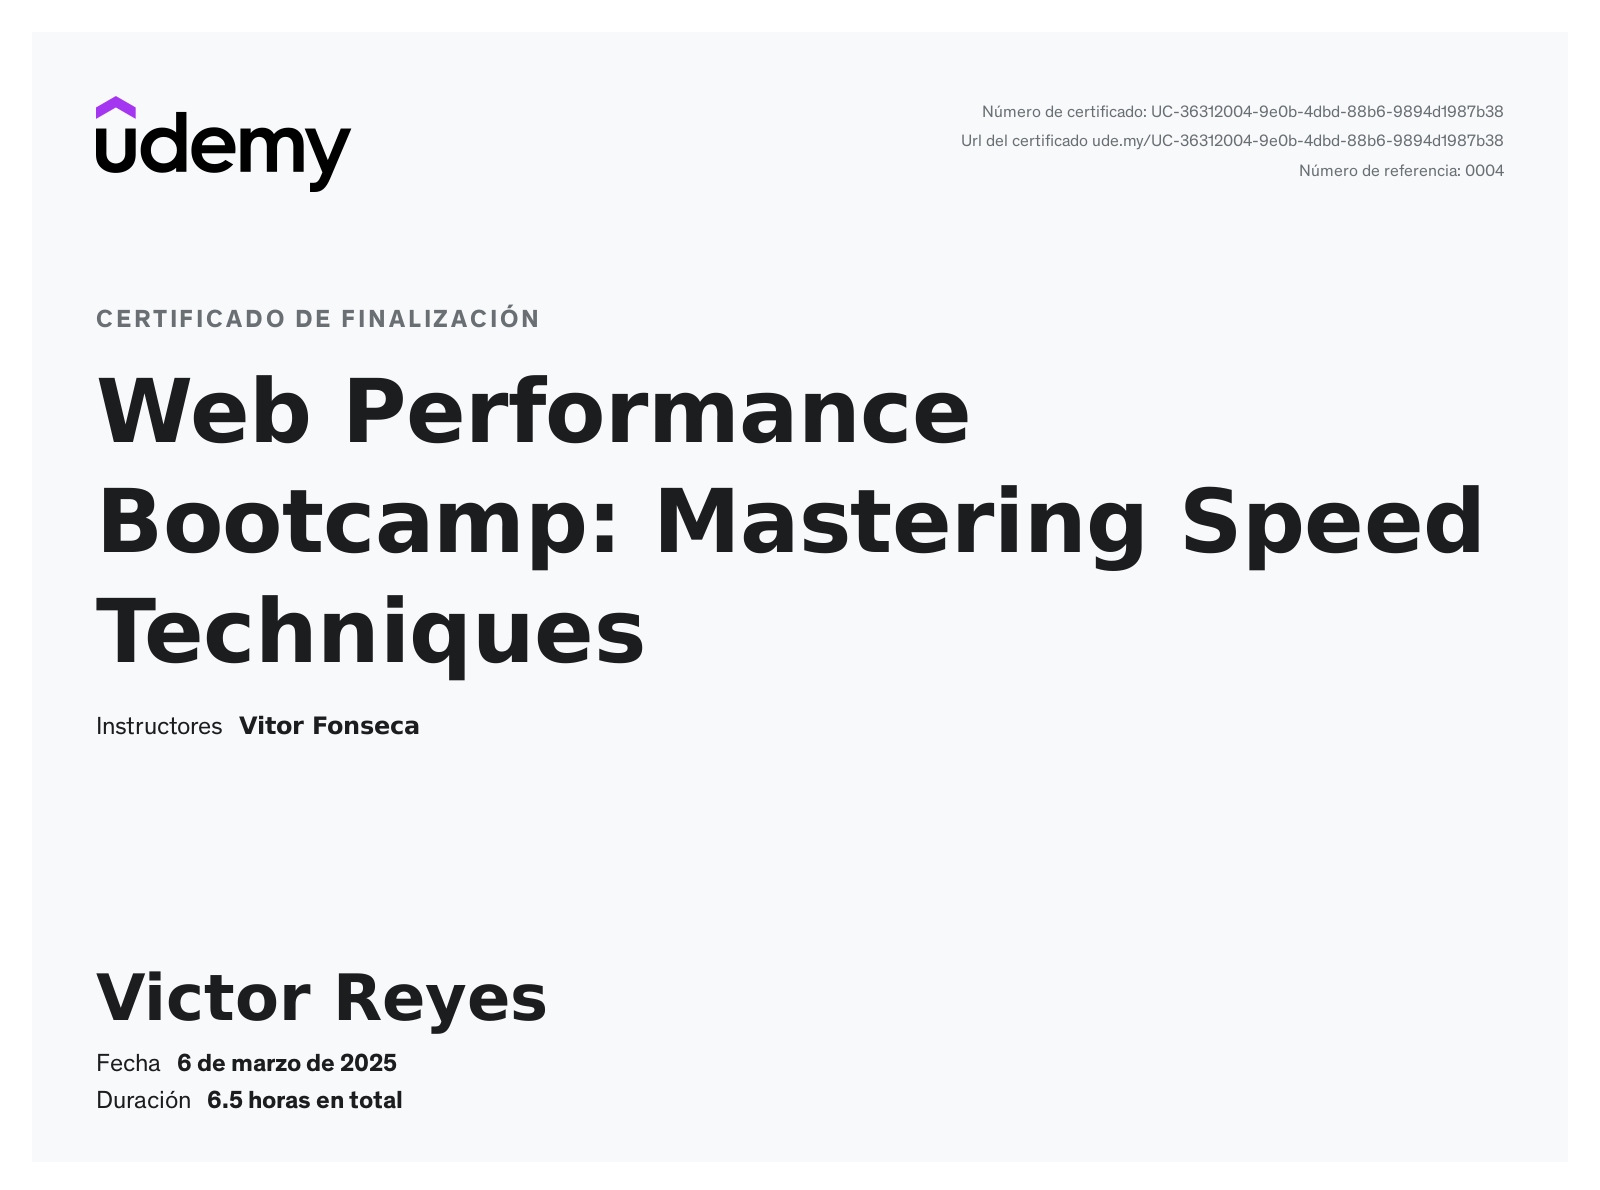 udemy
Número de certificado: UC-36312004-9e0b-4dbd-88b6-9894d1987b38
Url del certificado ude.my/UC-36312004-9e0b-4dbd-88b6-9894d1987b38
Número de referencia: 0004
CERTIFICADO DE FINALIZACIÓN
Web Performance
Bootcamp: Mastering Speed
Techniques
Instructores Vitor Fonseca
Victor Reyes
Fecha 6 de marzo de 2025
Duración 6.5 horas en total